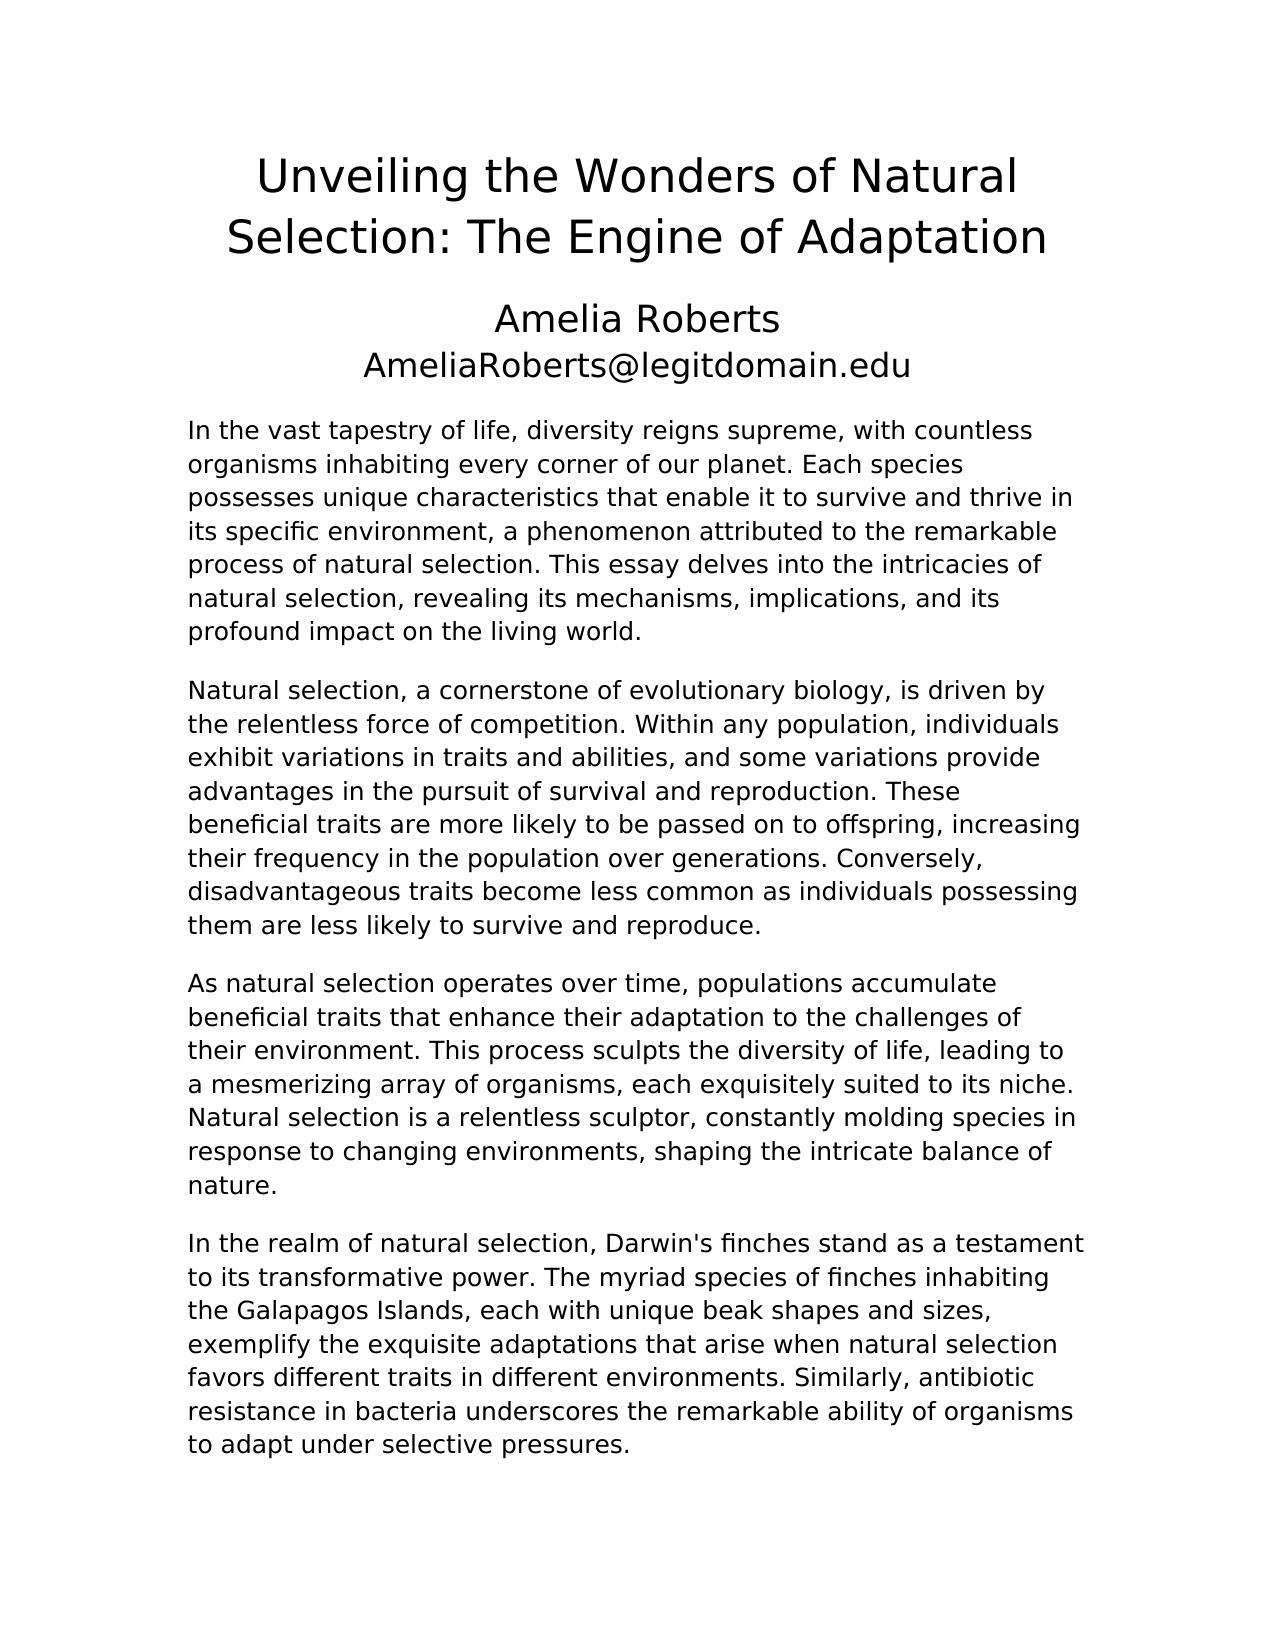 Unveiling the Wonders of Natural
Selection: The Engine of Adaptation
Amelia Roberts
AmeliaRoberts@legitdomain.edu
In the vast tapestry of life, diversity reigns supreme, with countless
organisms inhabiting every corner of our planet. Each species
possesses unique characteristics that enable it to survive and thrive in
its specific environment, a phenomenon attributed to the remarkable
process of natural selection. This essay delves into the intricacies of
natural selection, revealing its mechanisms, implications, and its
profound impact on the living world.
Natural selection, a cornerstone of evolutionary biology, is driven by
the relentless force of competition. Within any population, individuals
exhibit variations in traits and abilities, and some variations provide
advantages in the pursuit of survival and reproduction. These
beneficial traits are more likely to be passed on to offspring, increasing
their frequency in the population over generations. Conversely,
disadvantageous traits become less common as individuals possessing
them are less likely to survive and reproduce.
As natural selection operates over time, populations accumulate
beneficial traits that enhance their adaptation to the challenges of
their environment. This process sculpts the diversity of life, leading to
a mesmerizing array of organisms, each exquisitely suited to its niche.
Natural selection is a relentless sculptor, constantly molding species in
response to changing environments, shaping the intricate balance of
nature.
In the realm of natural selection, Darwin's finches stand as a testament
to its transformative power. The myriad species of finches inhabiting
the Galapagos Islands, each with unique beak shapes and sizes,
exemplify the exquisite adaptations that arise when natural selection
favors different traits in different environments. Similarly, antibiotic
resistance in bacteria underscores the remarkable ability of organisms
to adapt under selective pressures.